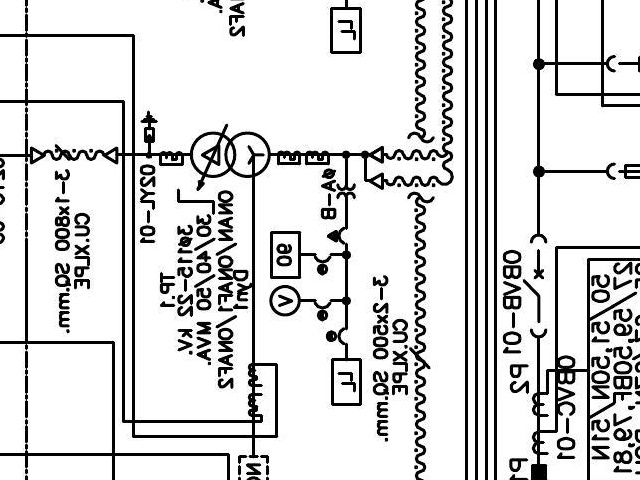 02YL-01
3-1x800 SQ.mm.
CU.XLPE
TP.1
3ø115-22 kV.
30/40/50 MVA.
ONAN/ONAF1/ONAF2
Dyn1
øA-B
90
V
3-2x500 SQ.mm.
CU.XLPE
0BVB-01
P2
0BVC-01
50/51,50N/51N
27/59,50BF,79,81